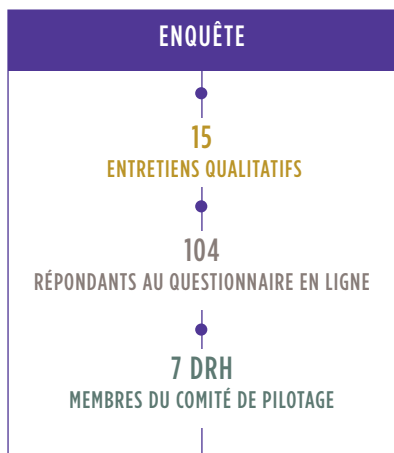 ENQUÊTE
15
ENTRETIENS QUALITATIFS
104
RÉPONDANTS AU QUESTIONNAIRE EN LIGNE
7 DRH
MEMBRES DU COMITÉ DE PILOTAGE